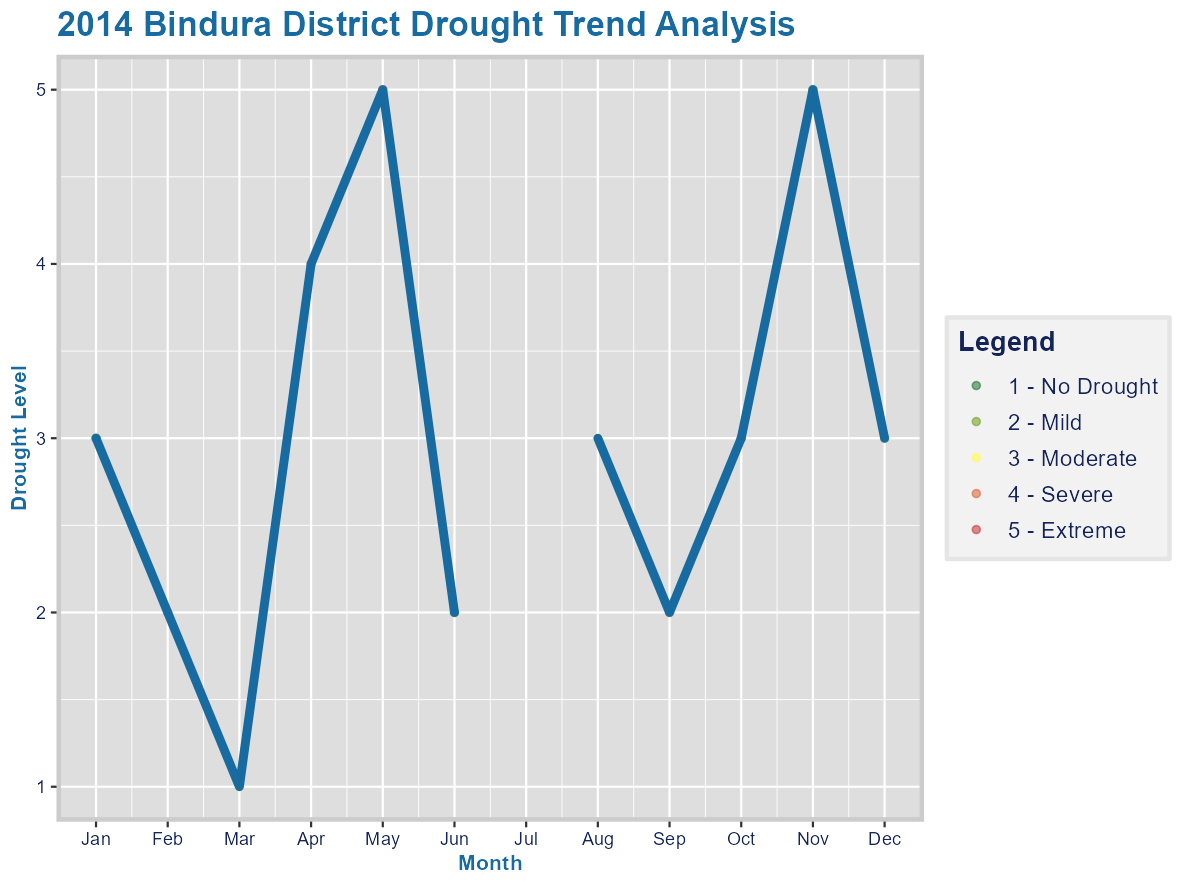 2014 Bindura District Drought Trend Analysis
5
4
3
2
1
Drought Level
Jan Feb Mar Apr May Jun Jul Aug Sep Oct Nov Dec
Month
Legend
1 - No Drought
2 - Mild
3 - Moderate
4 - Severe
5 - Extreme